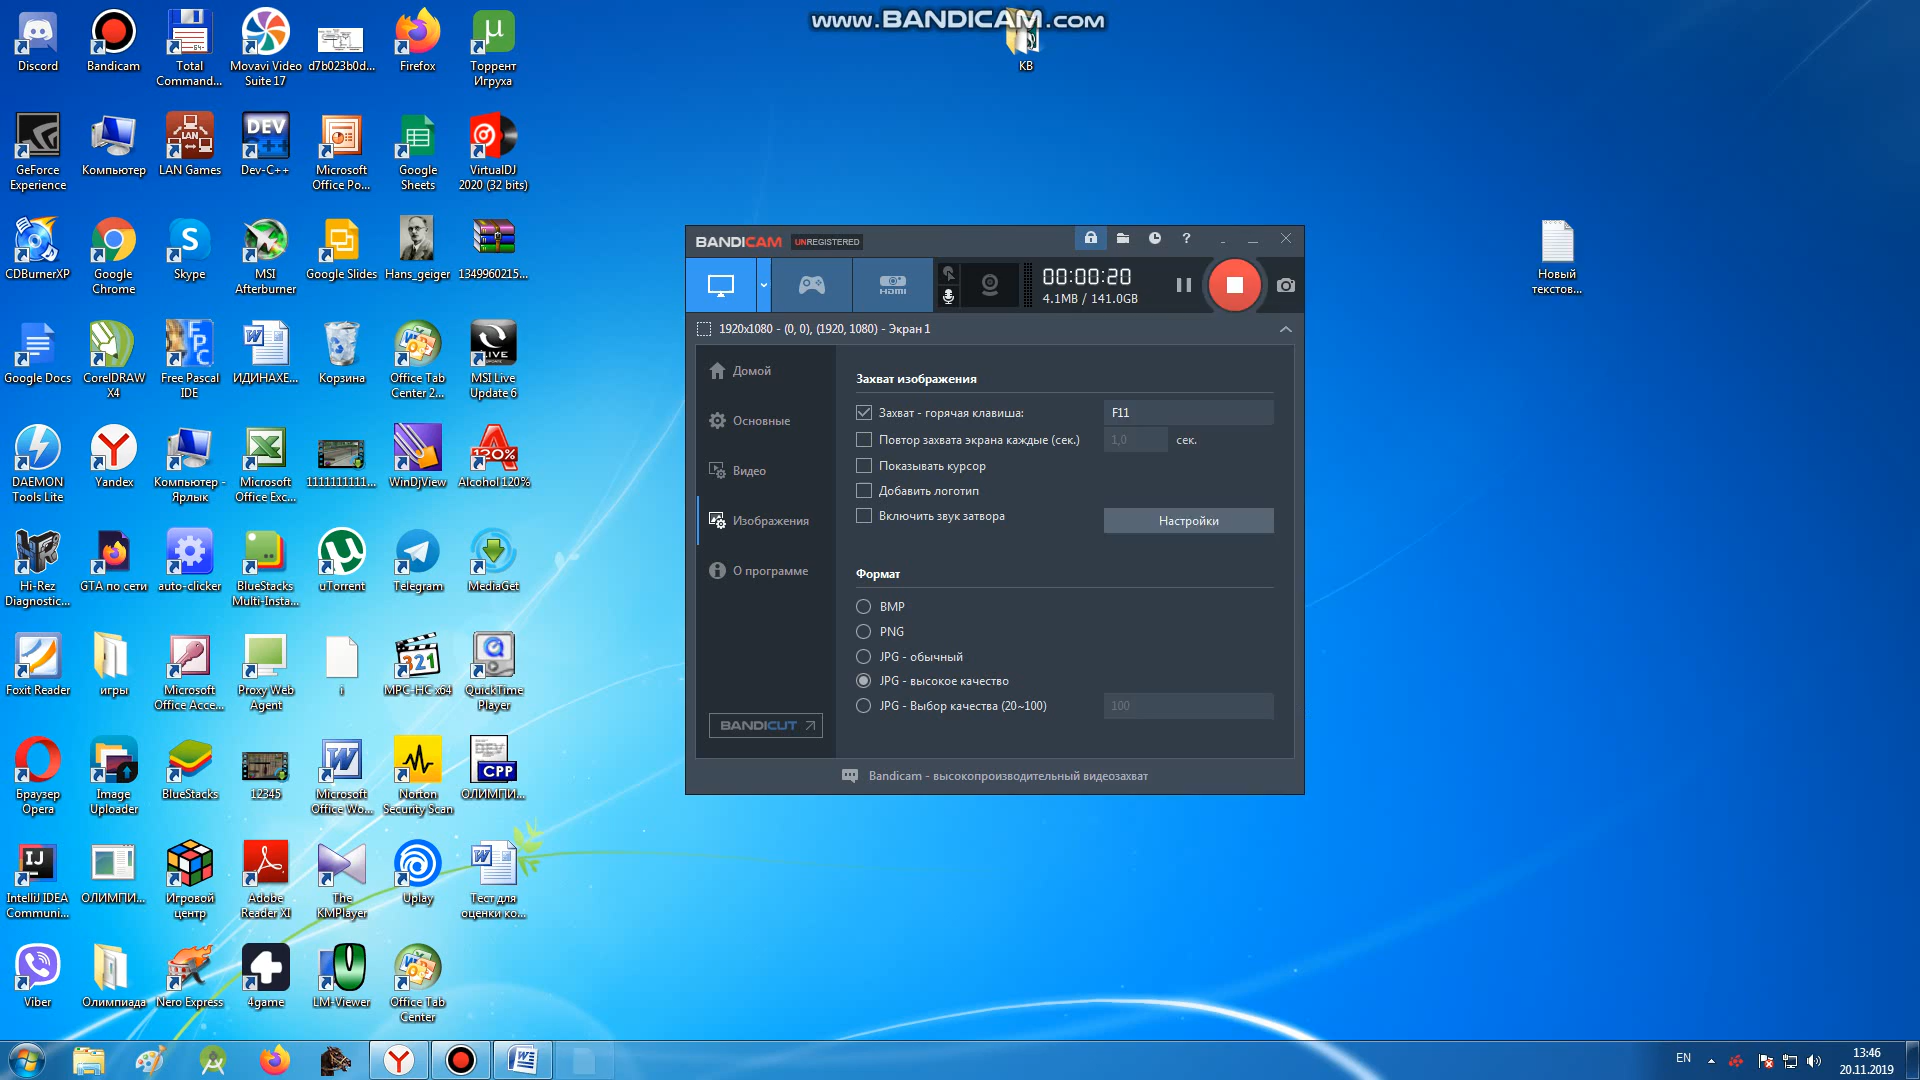 www.BANDICAM.com
Discord
Bandicam
Total
Command...
Movavi Video
Suite 17
d7b023b0d...
Firefox
Торрент
Игруха
KB
GeForce
Experience
Компьютер
LAN Games
DEV
Dev-C++
Microsoft
Office Po...
Google
Sheets
VirtualDJ
2020 (32 bits)
CDBurnerXP
Google
Chrome
Skype
MSI
Afterburner
Google Slides
Hans_geiger
1349960215...
Новый
текстов...
Google Docs
CorelDRAW
X4
Free Pascal
IDE
ИДИНАХЕ...
Корзина
Office Tab
Center 2...
MSI Live
Update 6
DAEMON
Tools Lite
Yandex
Компьютер -
Ярлык
Microsoft
Office Exc...
1111111111...
WinDjView
Alcohol 120%
Hi-Rez
Diagnostic...
GTA по сети
auto-clicker
BlueStacks
Multi-Insta...
uTorrent
Telegram
MediaGet
Foxit Reader
игры
Microsoft
Office Acce...
Proxy Web
Agent
i
MPC-HC x64
QuickTime
Player
Браузер
Opera
Image
Uploader
BlueStacks
12345
Microsoft
Office Wo...
Norton
Security Scan
ОЛИМПИ...
IntelliJ IDEA
Communi...
ОЛИМПИ...
Игровой
центр
Adobe
Reader XI
The
KMPlayer
Uplay
Тест для
оценки ко...
Viber
Олимпиада
Nero Express
4game
LM-Viewer
Office Tab
Center
BANDICAM UNREGISTERED
HDMI
00:00:20
4.1MB / 141.0GB
1920x1080 - (0, 0), (1920, 1080) - Экран 1
Домой
Основные
Видео
Изображения
О программе
BANDICUT
Захват изображения
Захват - горячая клавиша: F11
Повтор захвата экрана каждые (сек.) 1,0 сек.
Показывать курсор
Добавить логотип
Включить звук затвора
Настройки
Формат
BMP
PNG
JPG - обычный
JPG - высокое качество
JPG - Выбор качества (20~100) 100
Bandicam - высокопроизводительный видеозахват
EN
13:46
20.11.2019